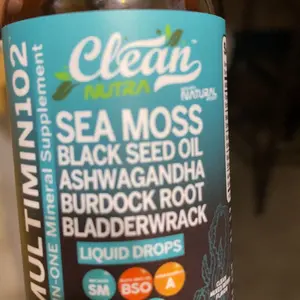 Clean
NUTRA
NATURAL
MULTIMIN102
-IN-ONE Mineral Supplement
SEA MOSS
BLACK SEED OIL
ASHWAGANDHA
BURDOCK ROOT
BLADDERWRACK
LIQUID DROPS
SM
BSO
A